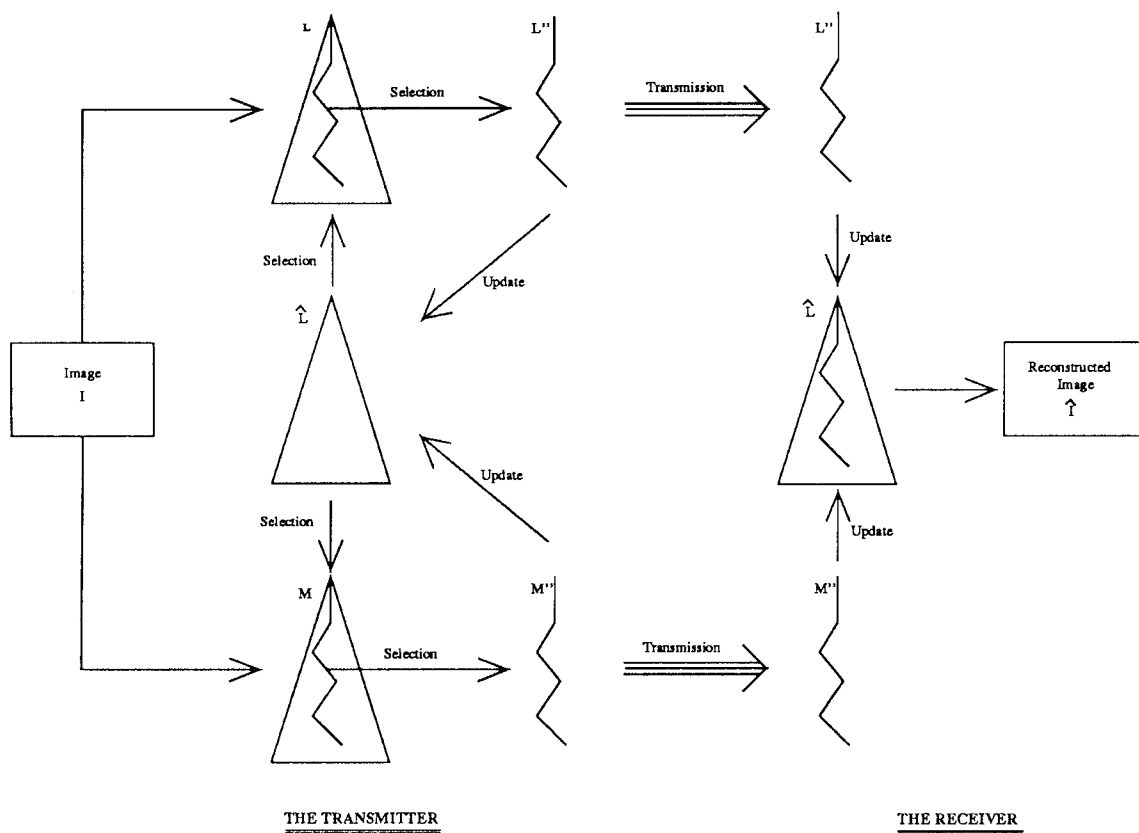 L
L''
L''
Selection
Transmission
Update
Selection
Update
L̂
L̂
Image
I
Reconstructed
Image
Î
Update
Selection
Update
M
M''
M''
Selection
Transmission
THE TRANSMITTER
THE RECEIVER